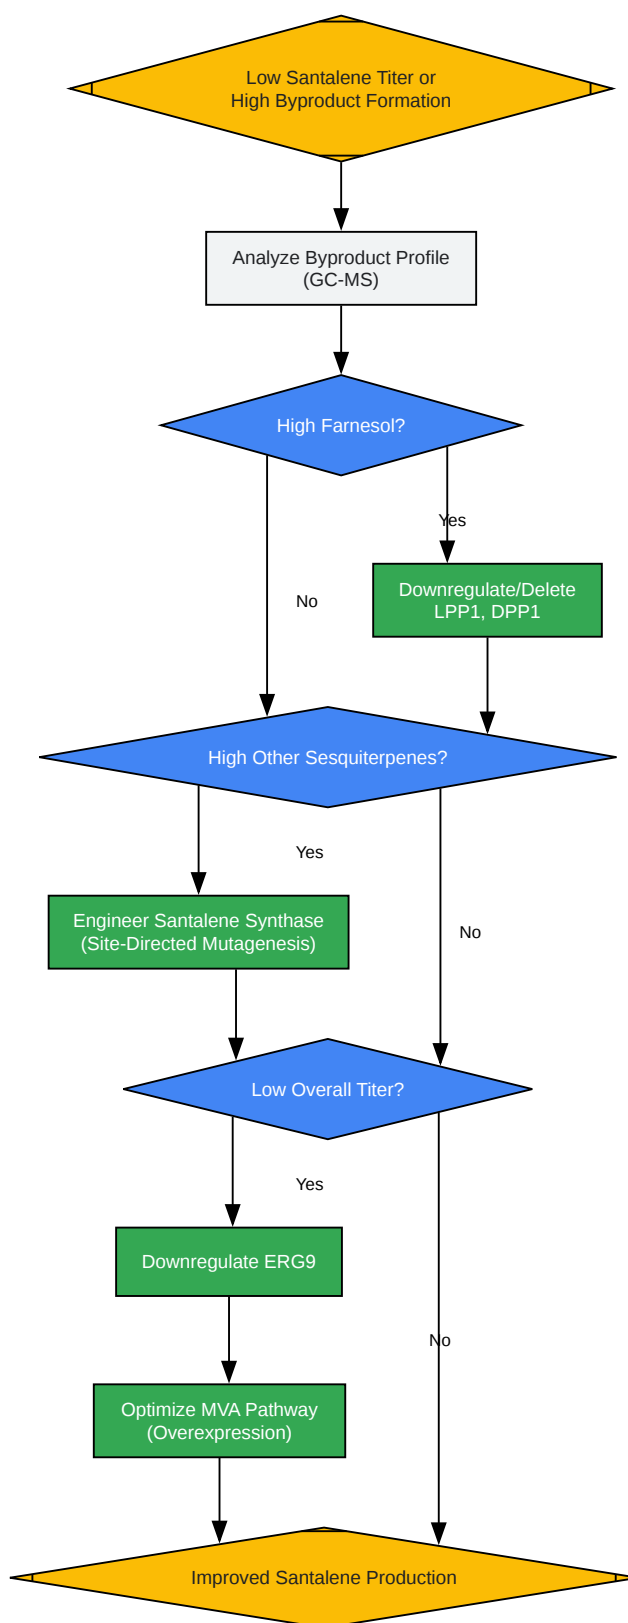 Low Santalene Titer or
High Byproduct Formation
Analyze Byproduct Profile
(GC-MS)
High Farnesol?
Yes
Downregulate/Delete
LPP1, DPP1
No
High Other Sesquiterpenes?
Yes
Engineer Santalene Synthase
(Site-Directed Mutagenesis)
No
Low Overall Titer?
Yes
Downregulate ERG9
No
Optimize MVA Pathway
(Overexpression)
Improved Santalene Production